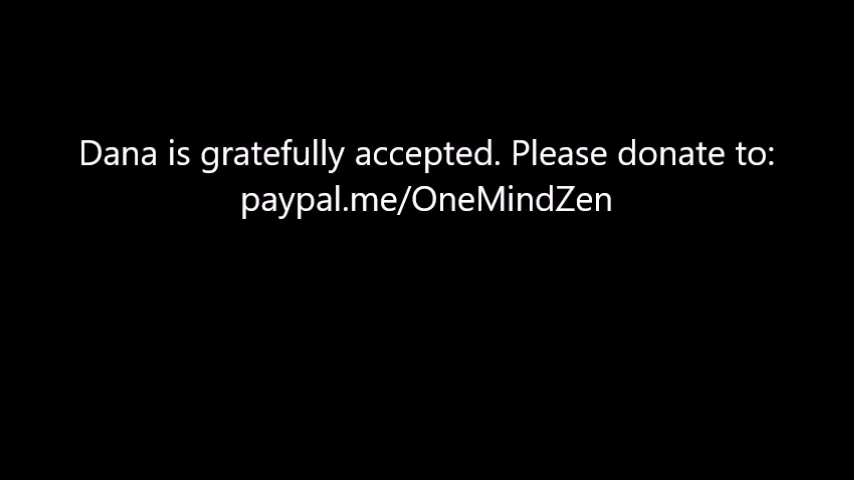 Dana is gratefully accepted. Please donate to:
paypal.me/OneMindZen